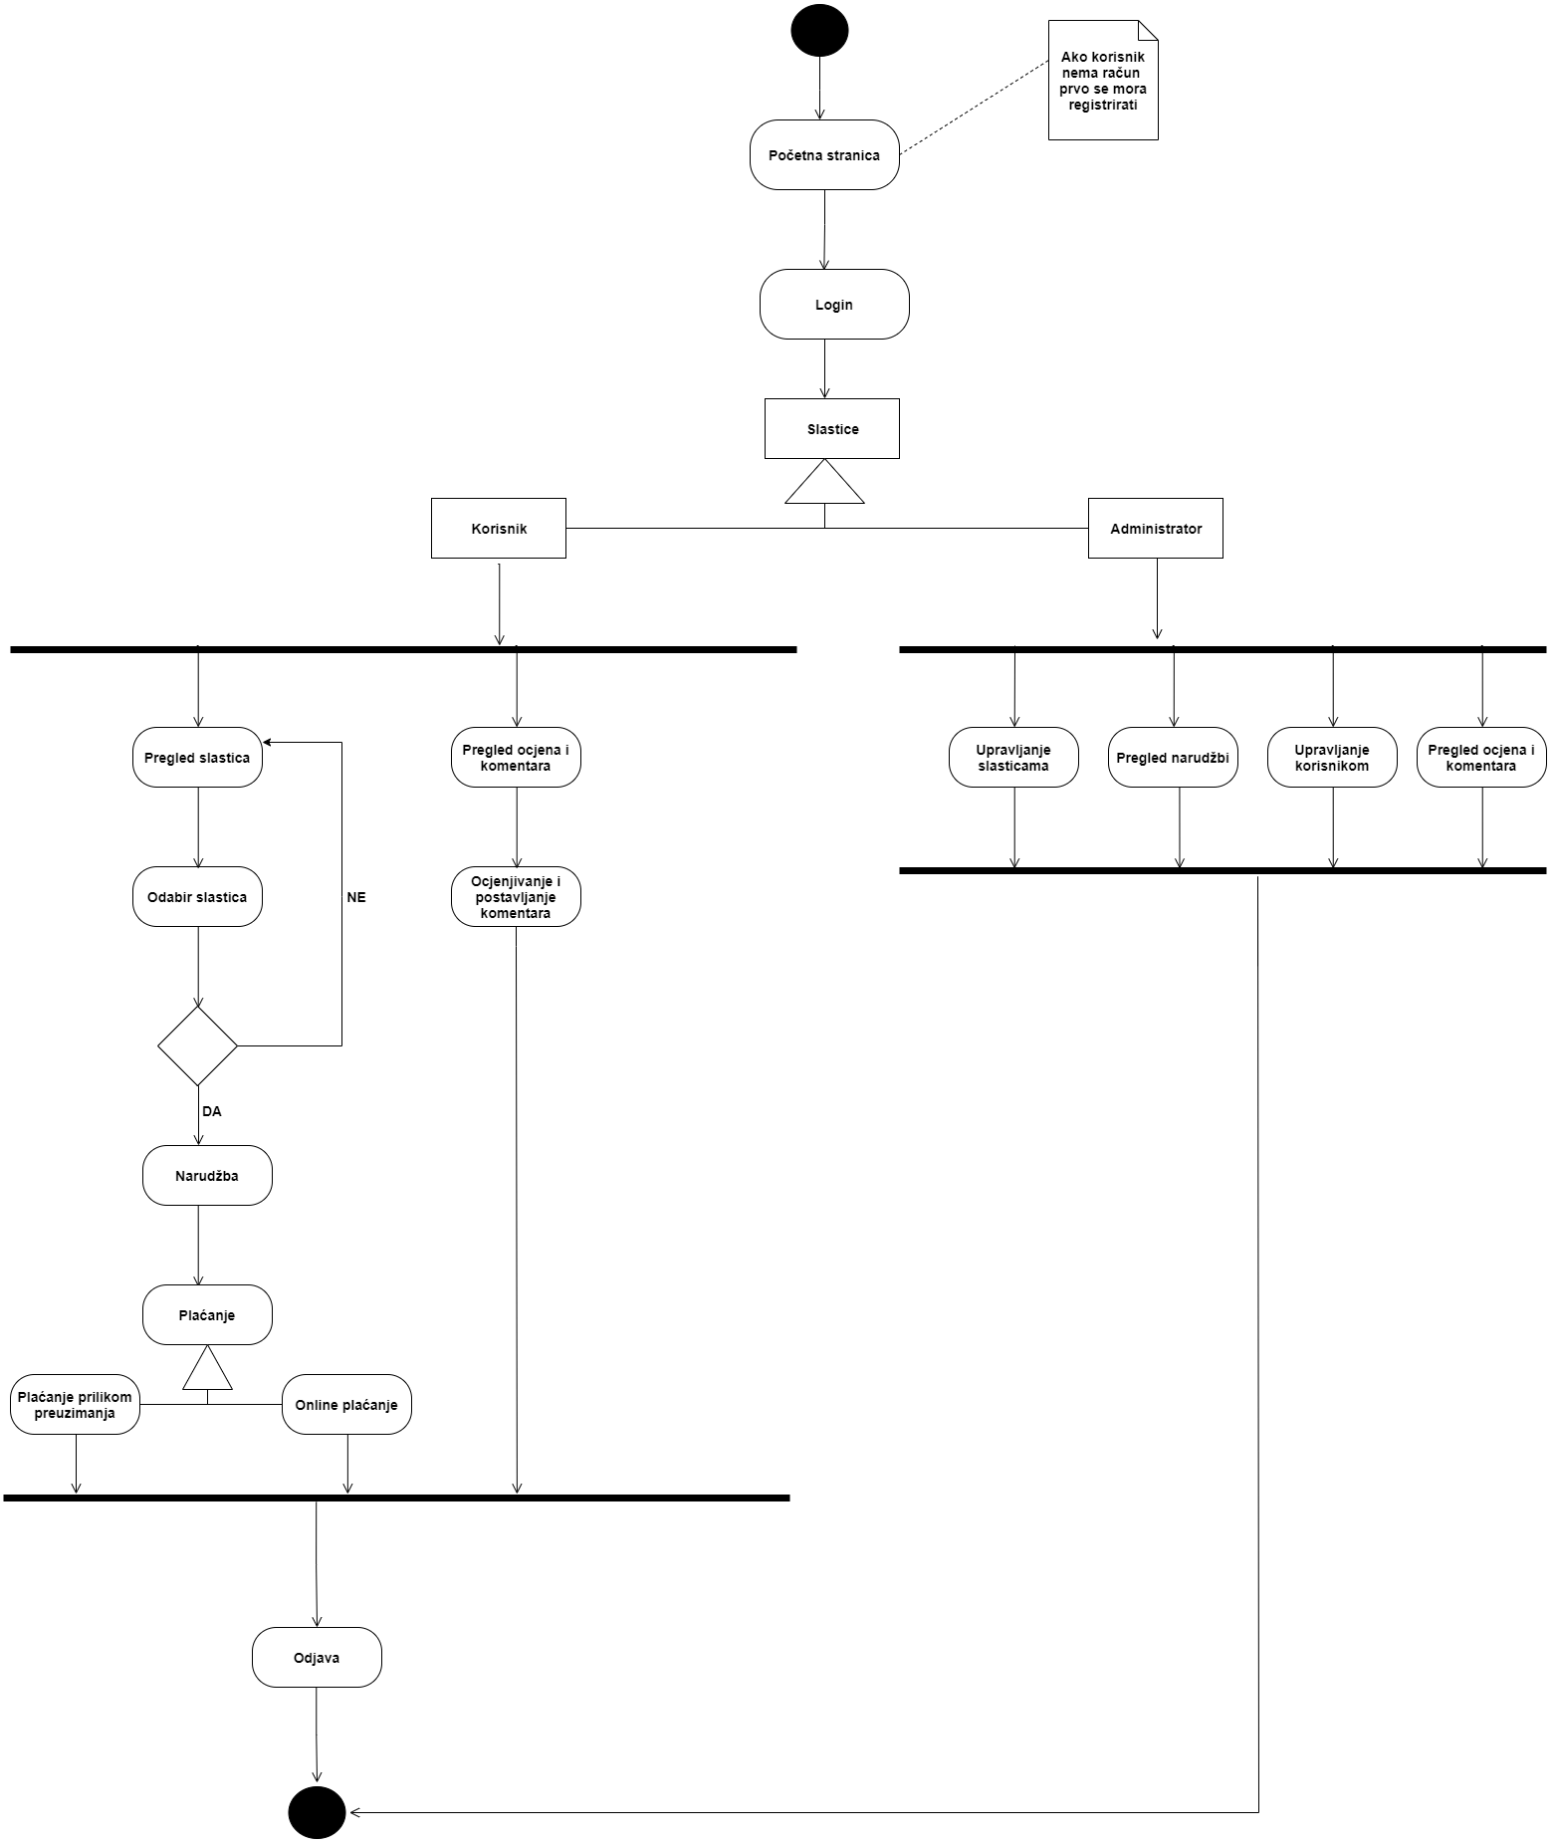 Ako korisnik
nema račun
prvo se mora
registrirati
Početna stranica
Login
Slastice
Korisnik
Administrator
Pregled slastica
Pregled ocjena i
komentara
Upravljanje
slasticama
Pregled narudžbi
Upravljanje
korisnikom
Pregled ocjena i
komentara
Odabir slastica
NE
Ocjenjivanje i
postavljanje
komentara
DA
Narudžba
Plaćanje
Plaćanje prilikom
preuzimanja
Online plaćanje
Odjava